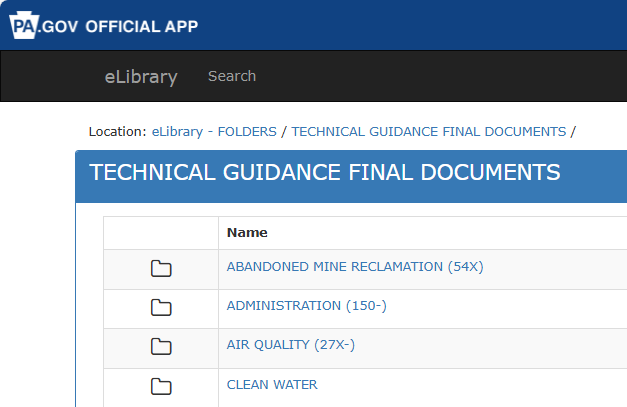 PA.GOV OFFICIAL APP
eLibrary Search
Location: eLibrary - FOLDERS / TECHNICAL GUIDANCE FINAL DOCUMENTS /
TECHNICAL GUIDANCE FINAL DOCUMENTS
Name
ABANDONED MINE RECLAMATION (54X)
ADMINISTRATION (150-)
AIR QUALITY (27X-)
CLEAN WATER